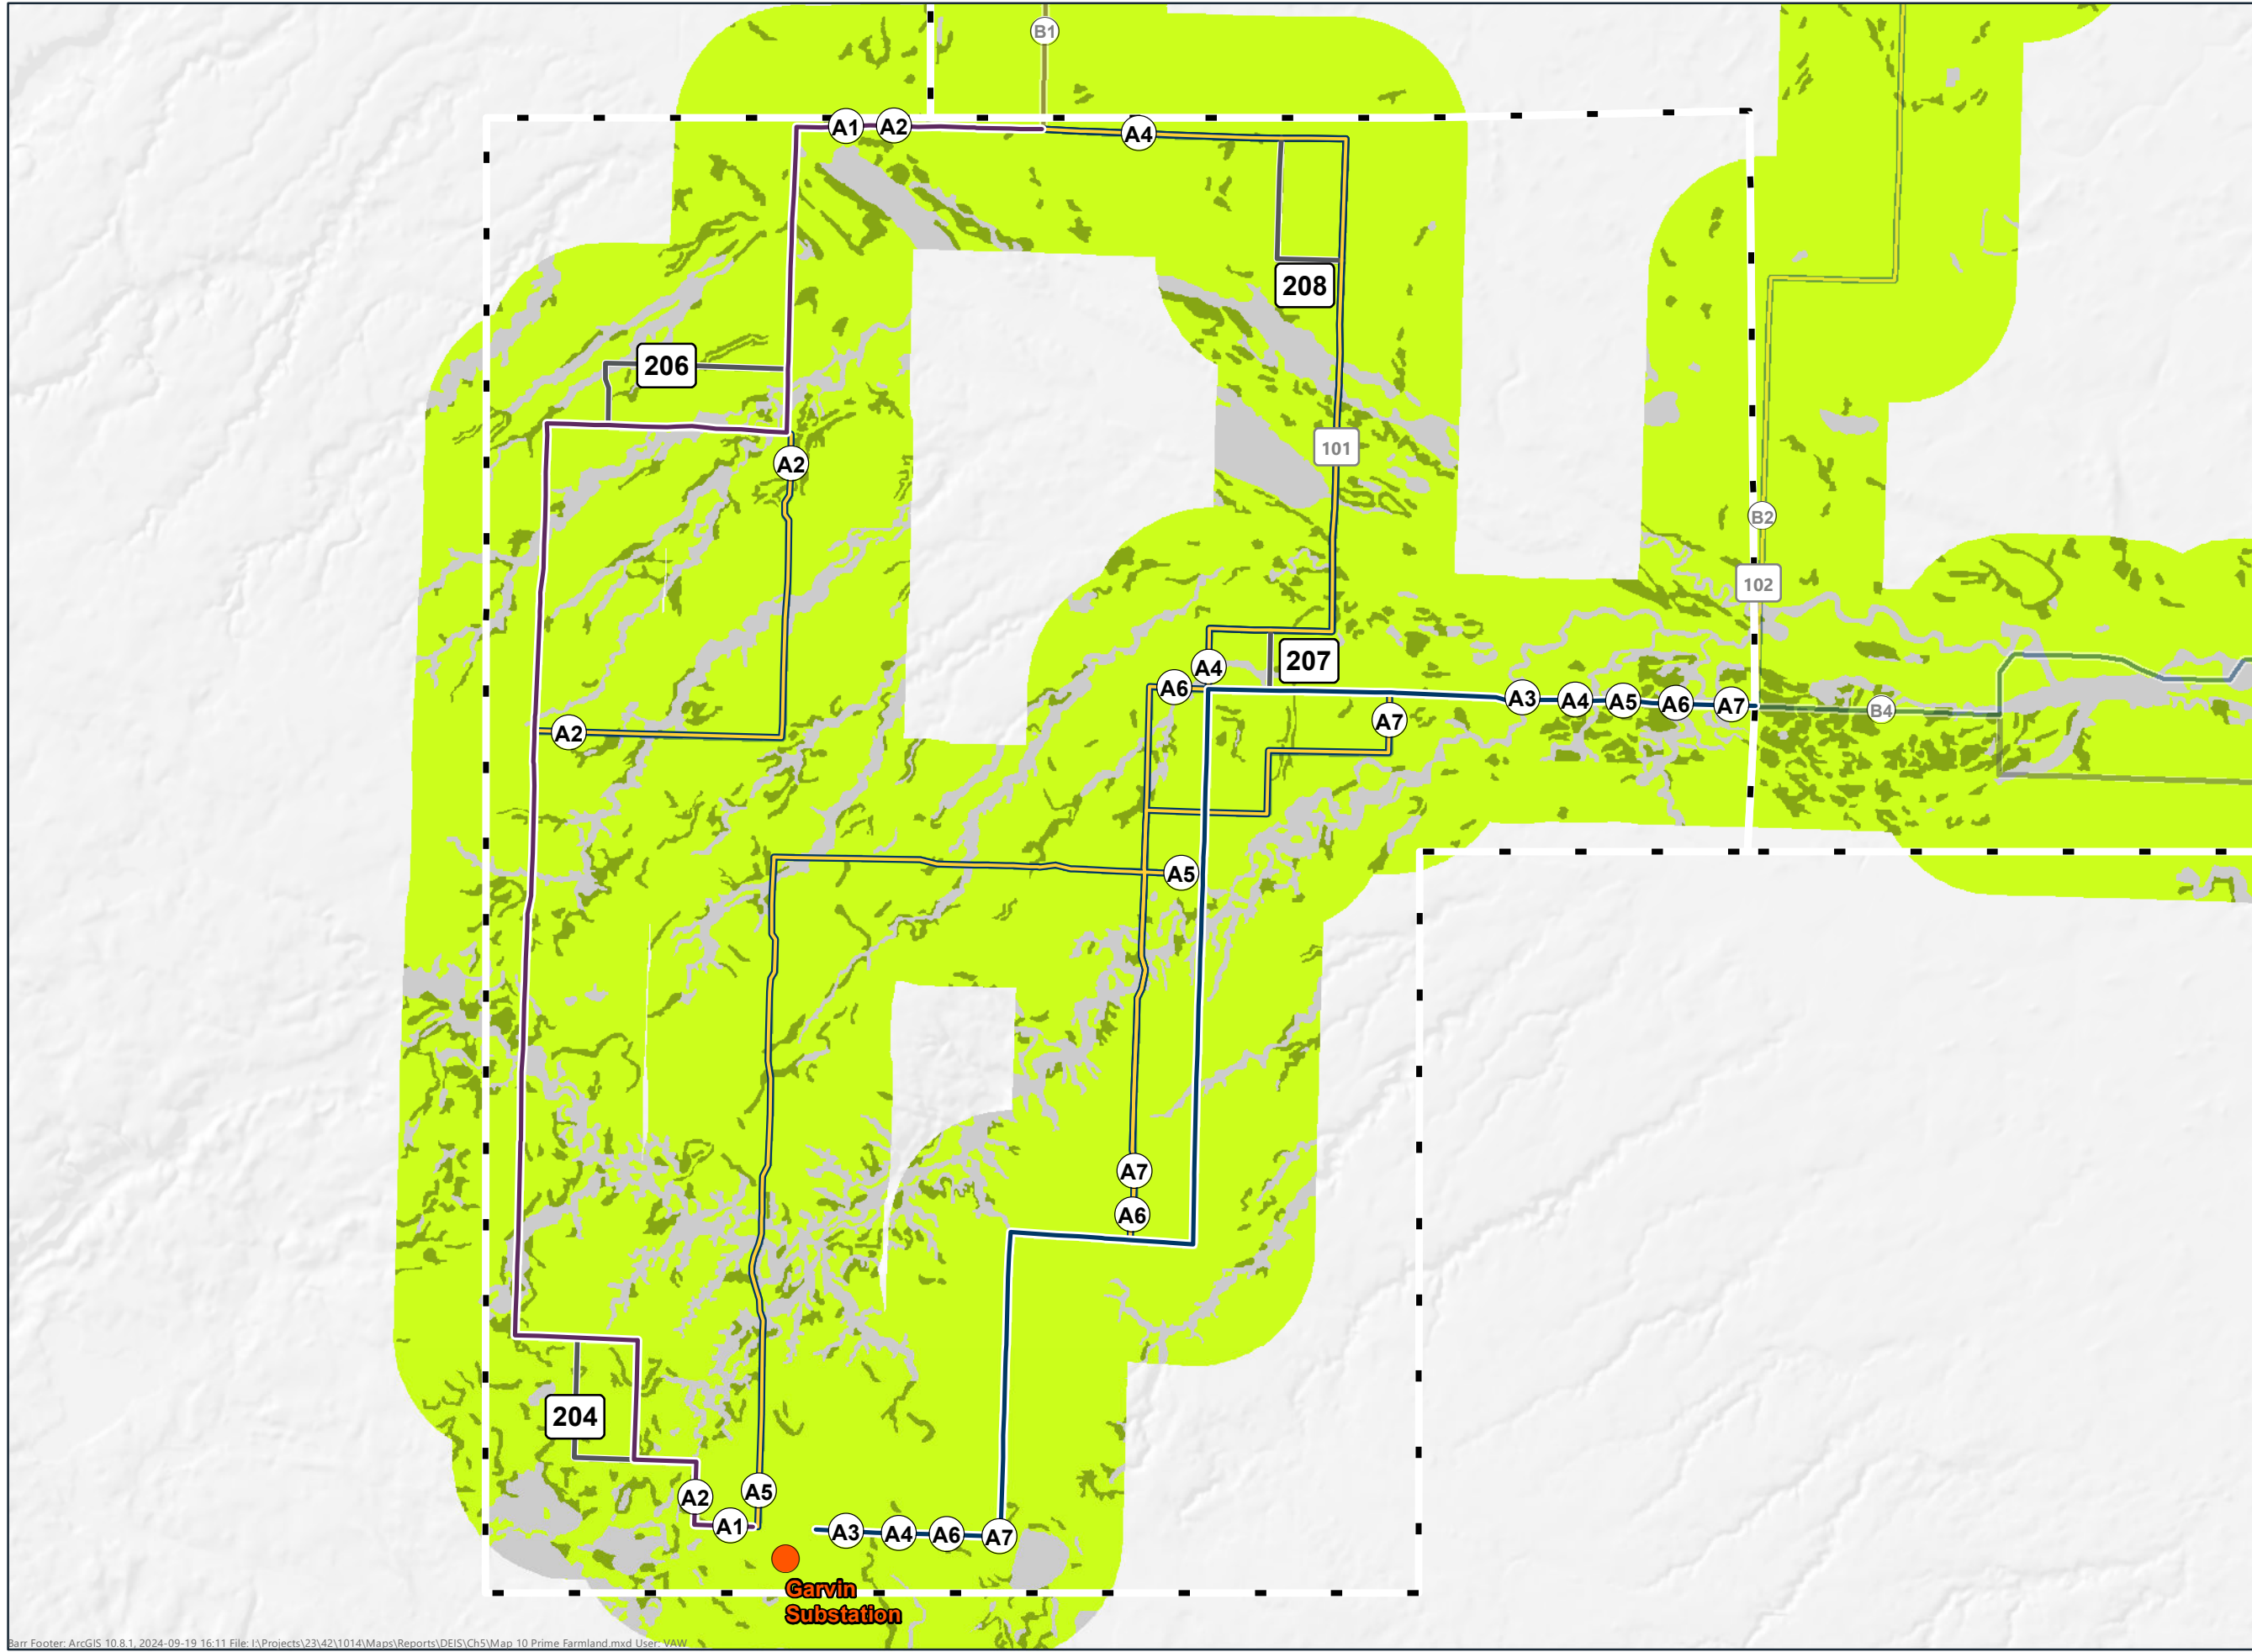 B1
A1 A2 A4
208
206
101
A2
B2
102
207
A4
A6
A3 A4 A5 A6 A7
B4
A7
A2
A5
A7
A6
204
A2 A5
A1 A3 A4 A6 A7
Garvin
Substation
Barr Footer: ArcGIS 10.8.1, 2024-09-19 16:11 File: I:\Projects\23\42\1014\Maps\Reports\DEIS\Ch5\Map 10 Prime Farmland.mxd User: VAW